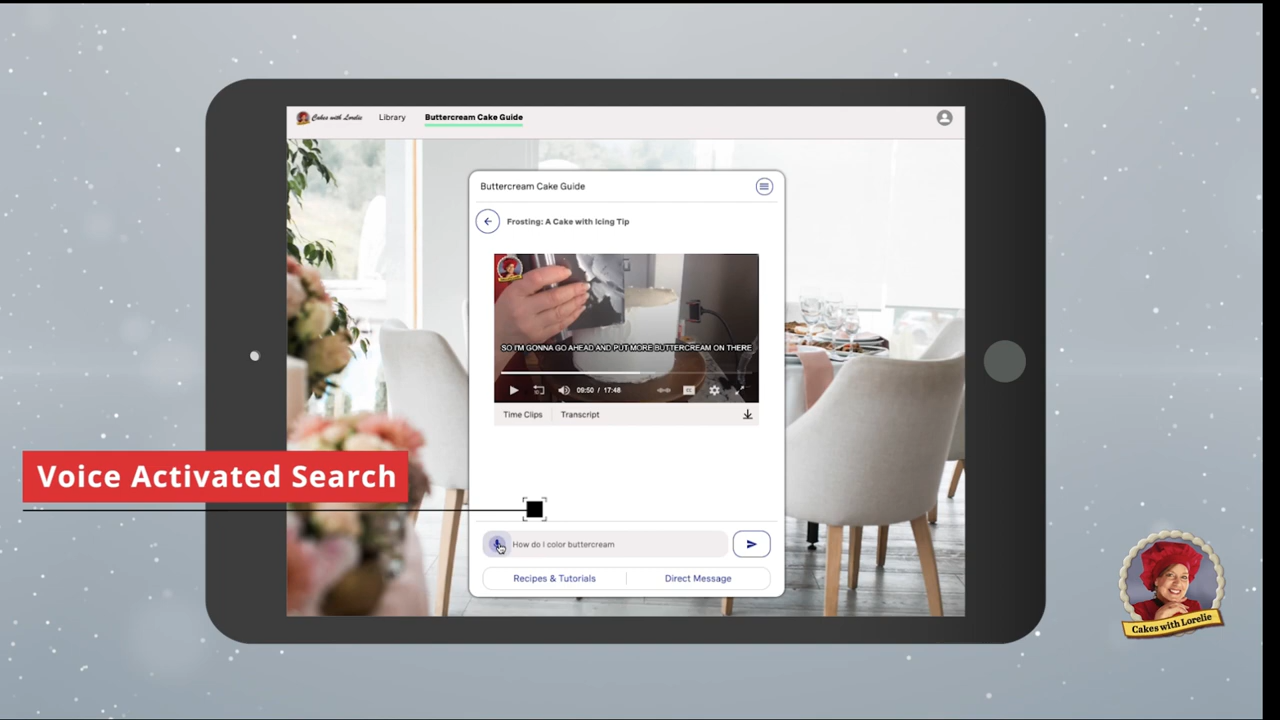 Cakes with Lorelie
Library
Buttercream Cake Guide
Buttercream Cake Guide
Frosting: A Cake with Icing Tip
SO I'M GONNA GO AHEAD AND PUT MORE BUTTERCREAM ON THERE
09:50 / 17:48
Time Clips
Transcript
Voice Activated Search
How do I color buttercream
Recipes & Tutorials
Direct Message
Cakes with Lorelie